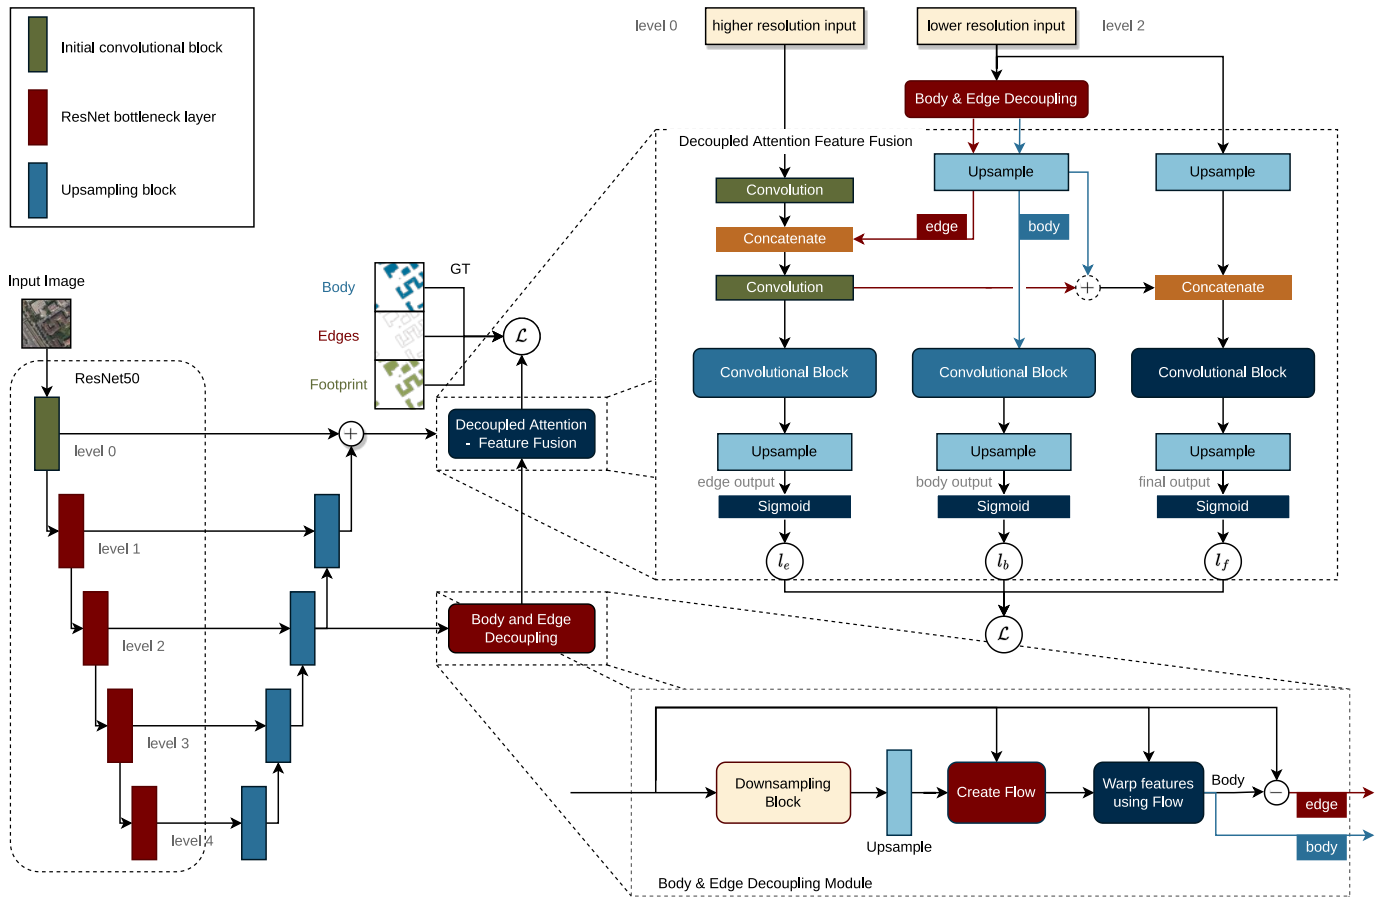 Initial convolutional block
ResNet bottleneck layer
Upsampling block
level 0
higher resolution input
lower resolution input
level 2
Body & Edge Decoupling
Decoupled Attention Feature Fusion
Convolution
Upsample
Upsample
edge
body
Concatenate
Convolution
+
Concatenate
Convolutional Block
Convolutional Block
Convolutional Block
Upsample
Upsample
Upsample
edge output
body output
final output
Sigmoid
Sigmoid
Sigmoid
l_e
l_b
l_f
ℒ
Input Image
GT
Body
Edges
Footprint
ℒ
ResNet50
level 0
+
Decoupled Attention
- Feature Fusion
level 1
level 2
Body and Edge
Decoupling
level 3
level 4
Downsampling
Block
Upsample
Create Flow
Warp features
using Flow
Body
−
edge
body
Body & Edge Decoupling Module